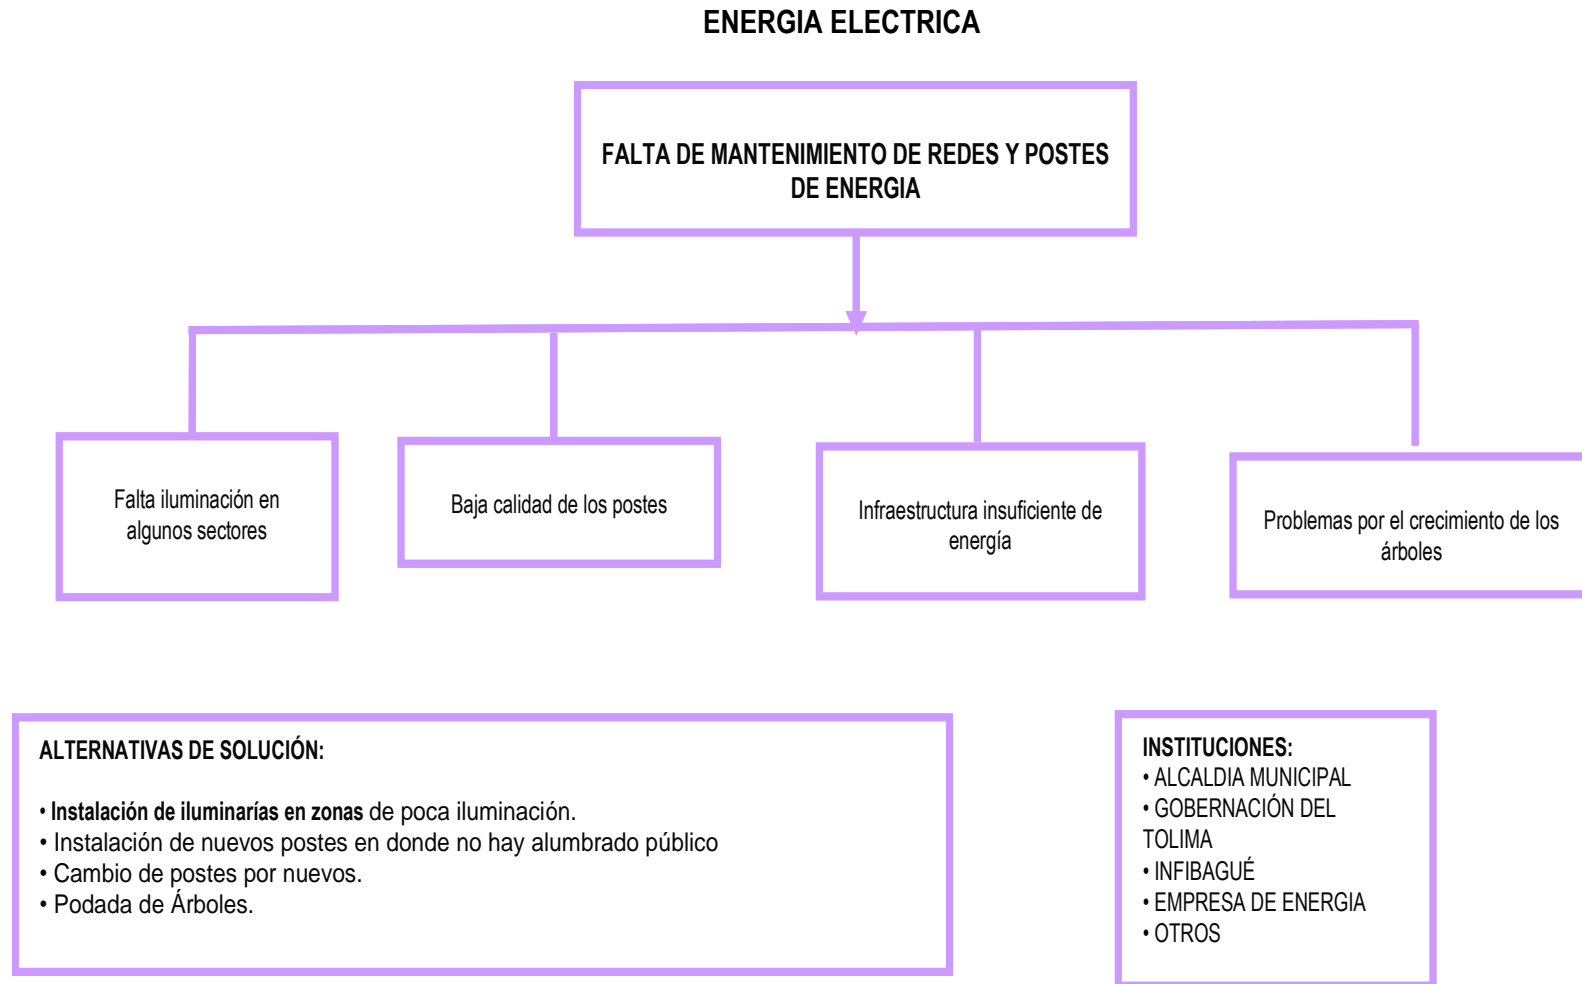 ENERGIA ELECTRICA
FALTA DE MANTENIMIENTO DE REDES Y POSTES
DE ENERGIA
Falta iluminación en
algunos sectores
Baja calidad de los postes
Infraestructura insuficiente de
energía
Problemas por el crecimiento de los
árboles
ALTERNATIVAS DE SOLUCIÓN:
• Instalación de iluminarías en zonas de poca iluminación.
• Instalación de nuevos postes en donde no hay alumbrado público
• Cambio de postes por nuevos.
• Podada de Árboles.
INSTITUCIONES:
• ALCALDIA MUNICIPAL
• GOBERNACIÓN DEL
TOLIMA
• INFIBAGUÉ
• EMPRESA DE ENERGIA
• OTROS